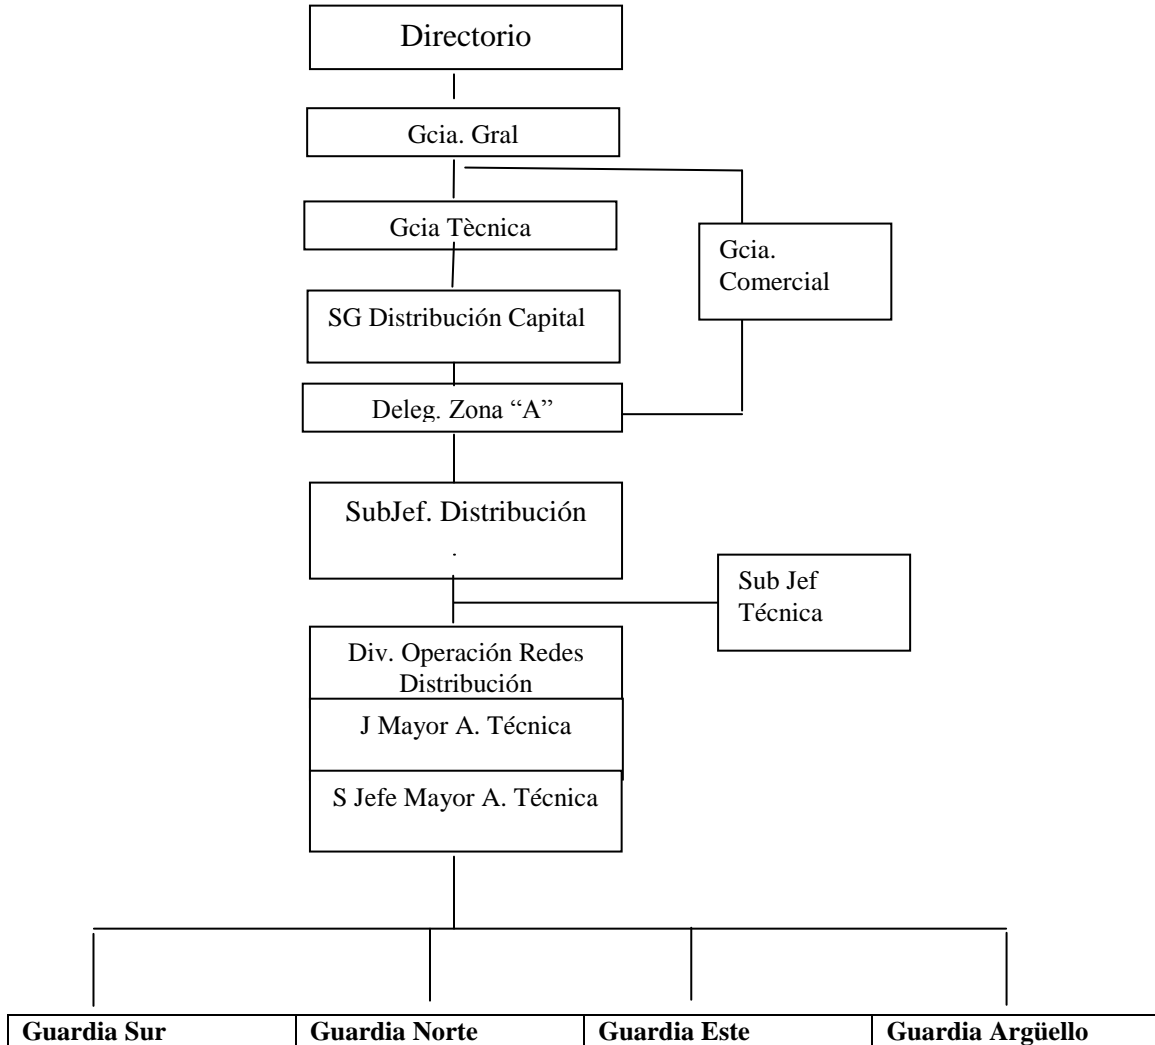 Directorio
Gcia. Gral
Gcia Tècnica
Gcia.
Comercial
SG Distribución Capital
Deleg. Zona “A”
SubJef. Distribución
.
Sub Jef
Técnica
Div. Operación Redes
Distribución
J Mayor A. Técnica
S Jefe Mayor A. Técnica
Guardia Sur
Guardia Norte
Guardia Este
Guardia Argüello